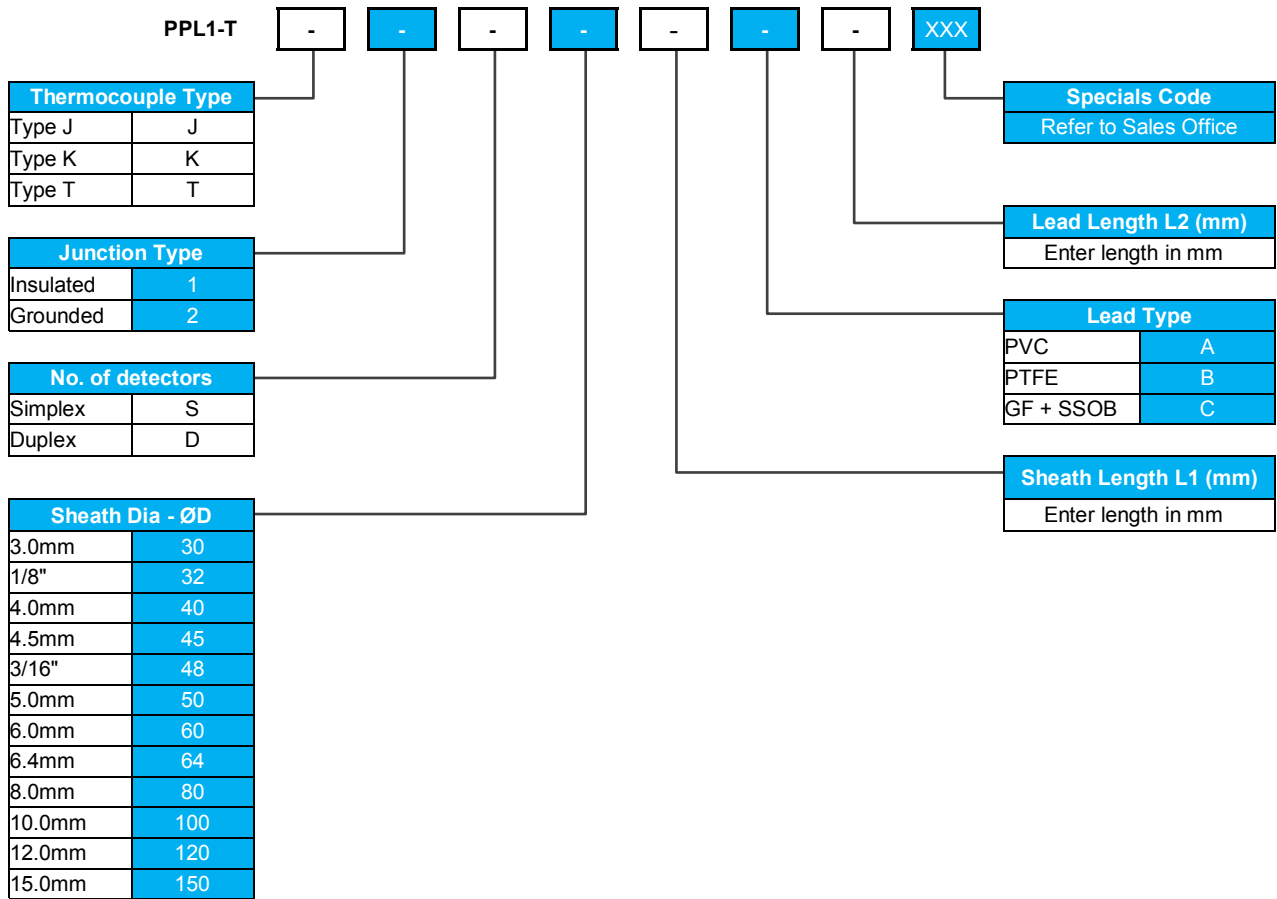 PPL1-T - - - - - - - XXX
Thermocouple Type
Type J J
Type K K
Type T T
Junction Type
Insulated 1
Grounded 2
No. of detectors
Simplex S
Duplex D
Sheath Dia - ØD
3.0mm 30
1/8" 32
4.0mm 40
4.5mm 45
3/16" 48
5.0mm 50
6.0mm 60
6.4mm 64
8.0mm 80
10.0mm 100
12.0mm 120
15.0mm 150
Specials Code
Refer to Sales Office
Lead Length L2 (mm)
Enter length in mm
Lead Type
PVC A
PTFE B
GF + SSOB C
Sheath Length L1 (mm)
Enter length in mm